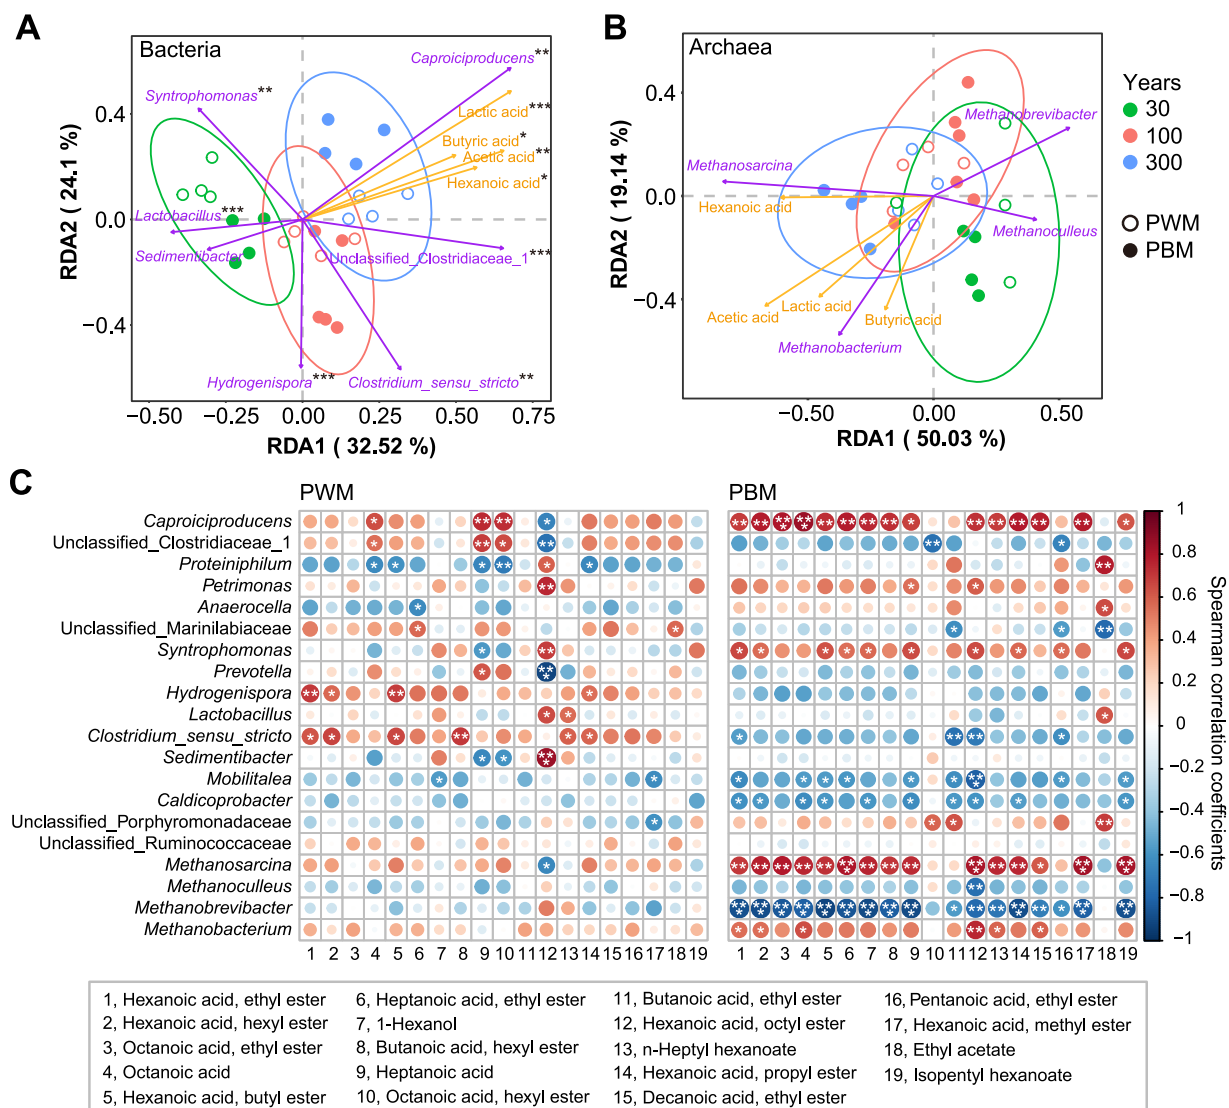 A
Bacteria
Caproiciproducens**
Syntrophomonas**
Lactic acid***
Butyric acid*
Acetic acid**
Hexanoic acid*
Lactobacillus***
Sedimentibacter
Unclassified_Clostridiaceae_1***
Hydrogenispora***
Clostridium_sensu_stricto**
0.4
0.0
−0.4
RDA2 ( 24.1 %)
−0.50 −0.25 0.00 0.25 0.50 0.75
RDA1 ( 32.52 %)
B
Archaea
Methanobrevibacter
Methanosarcina
Hexanoic acid
Methanoculleus
Lactic acid
Acetic acid
Butyric acid
Methanobacterium
0.4
0.0
−0.4
RDA2 ( 19.14 %)
−0.50 0.00 0.50
RDA1 ( 50.03 %)
Years
30
100
300
PWM
PBM
C
PWM PBM
Caproiciproducens
Unclassified_Clostridiaceae_1
Proteiniphilum
Petrimonas
Anaerocella
Unclassified_Marinilabiaceae
Syntrophomonas
Prevotella
Hydrogenispora
Lactobacillus
Clostridium_sensu_stricto
Sedimentibacter
Mobilitalea
Caldicoprobacter
Unclassified_Porphyromonadaceae
Unclassified_Ruminococcaceae
Methanosarcina
Methanoculleus
Methanobrevibacter
Methanobacterium
1 2 3 4 5 6 7 8 9 10 11 12 13 14 15 16 17 18 19
1 2 3 4 5 6 7 8 9 10 11 12 13 14 15 16 17 18 19
1
0.8
0.6
0.4
0.2
0
−0.2
−0.4
−0.6
−0.8
−1
Spearman correlation coefficients
1, Hexanoic acid, ethyl ester
2, Hexanoic acid, hexyl ester
3, Octanoic acid, ethyl ester
4, Octanoic acid
5, Hexanoic acid, butyl ester
6, Heptanoic acid, ethyl ester
7, 1-Hexanol
8, Butanoic acid, hexyl ester
9, Heptanoic acid
10, Octanoic acid, hexyl ester
11, Butanoic acid, ethyl ester
12, Hexanoic acid, octyl ester
13, n-Heptyl hexanoate
14, Hexanoic acid, propyl ester
15, Decanoic acid, ethyl ester
16, Pentanoic acid, ethyl ester
17, Hexanoic acid, methyl ester
18, Ethyl acetate
19, Isopentyl hexanoate